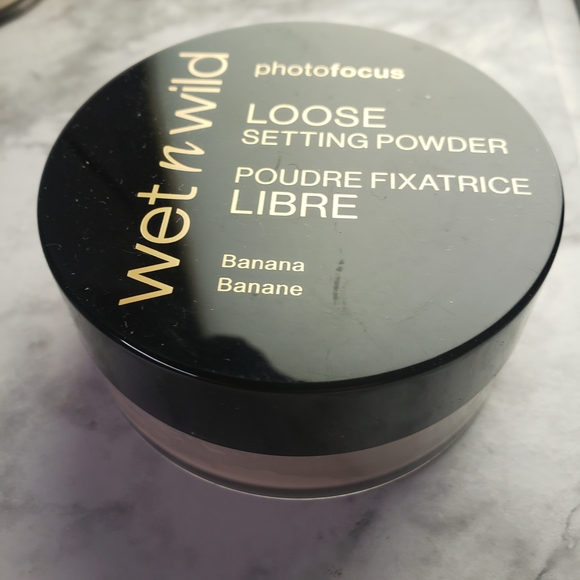 wet n wild
photofocus
LOOSE
SETTING POWDER
POUDRE FIXATRICE
LIBRE
Banana
Banane